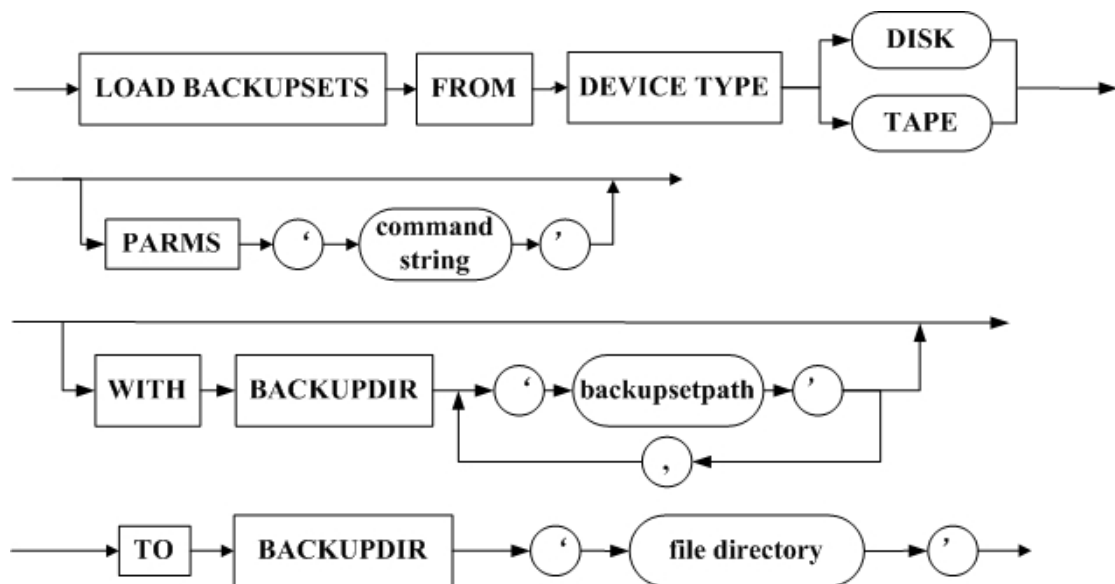 LOAD BACKUPSETS FROM DEVICE TYPE DISK
TAPE
PARMS ‘ command string ’
WITH BACKUPDIR ‘ backupsetpath ’
,
TO BACKUPDIR ‘ file directory ’